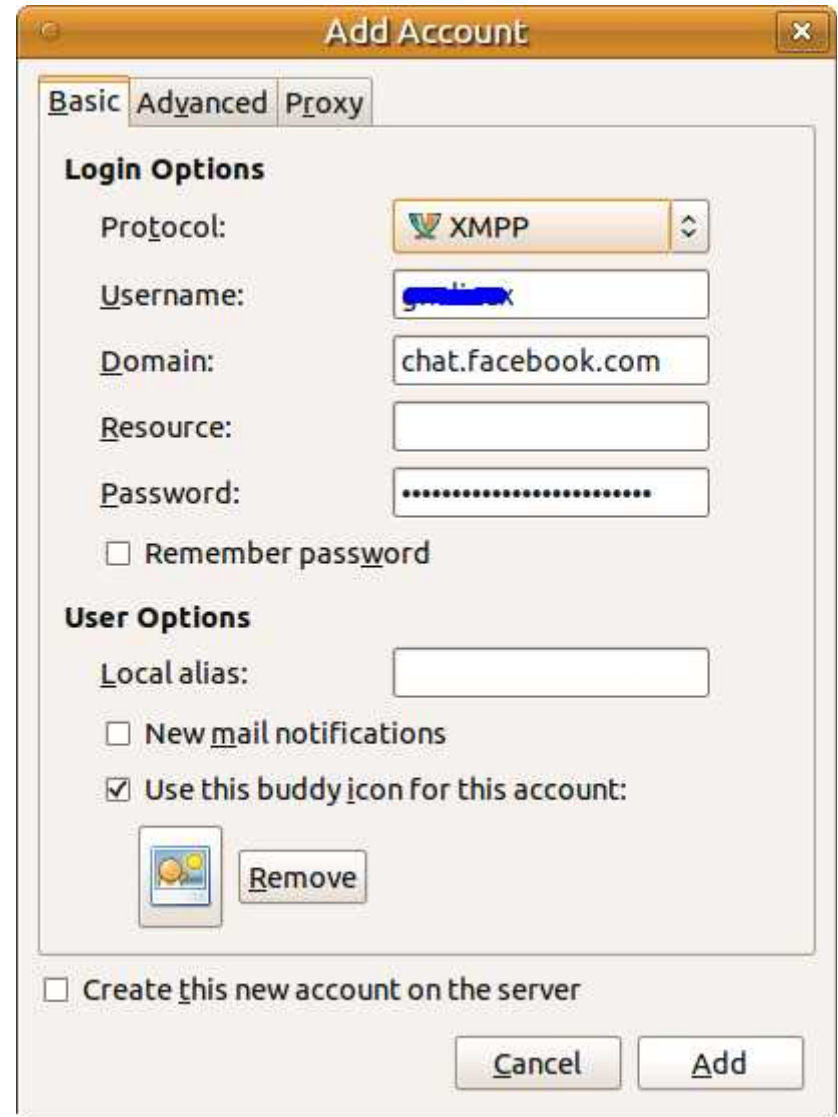 Add Account
Basic Advanced Proxy
Login Options
Protocol: XMPP
Username:
Domain: chat.facebook.com
Resource:
Password: •••••••••••••••••••••••••
Remember password
User Options
Local alias:
New mail notifications
Use this buddy icon for this account:
Remove
Create this new account on the server
Cancel Add